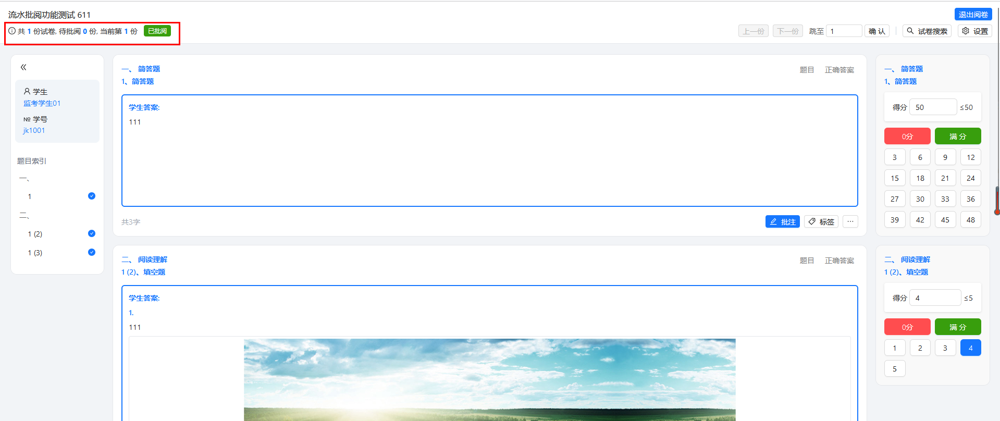 流水批阅功能测试 611
退出阅卷
共 1 份试卷, 待批阅 0 份, 当前第 1 份 已批阅
上一份 下一份 跳至 1 确 认 试卷搜索 设置
学生
监考学生01
№ 学号
jk1001
题目索引
一、
1
二、
1 (2)
1 (3)
一、 简答题
题目 正确答案
1、简答题
学生答案:
111
共3字
批注 标签 ···
二、 阅读理解
题目 正确答案
1 (2)、填空题
学生答案:
1.
111
一、 简答题
1、简答题
得分 50 ≤50
0分 满 分
3 6 9 12
15 18 21 24
27 30 33 36
39 42 45 48
二、 阅读理解
1 (2)、填空题
得分 4 ≤5
0分 满 分
1 2 3 4
5